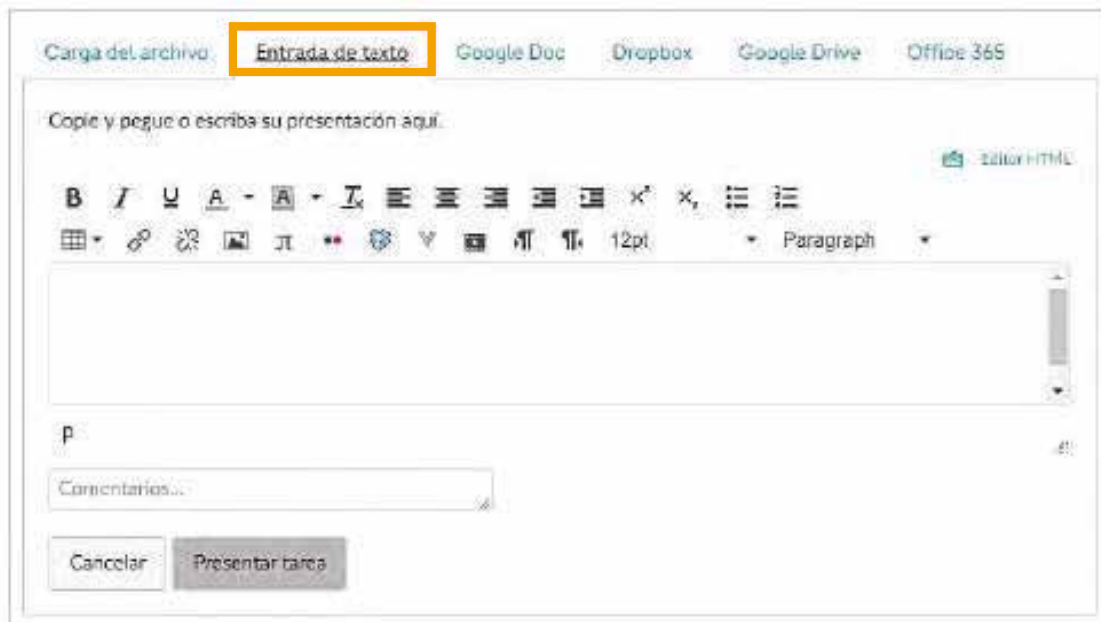 Carga del archivo Entrada de texto Google Doc Dropbox Google Drive Office 365
Copie y pegue o escriba su presentación aquí.
Editor HTML
12pt Paragraph
p
Comentarios...
Cancelar Presentar tarea